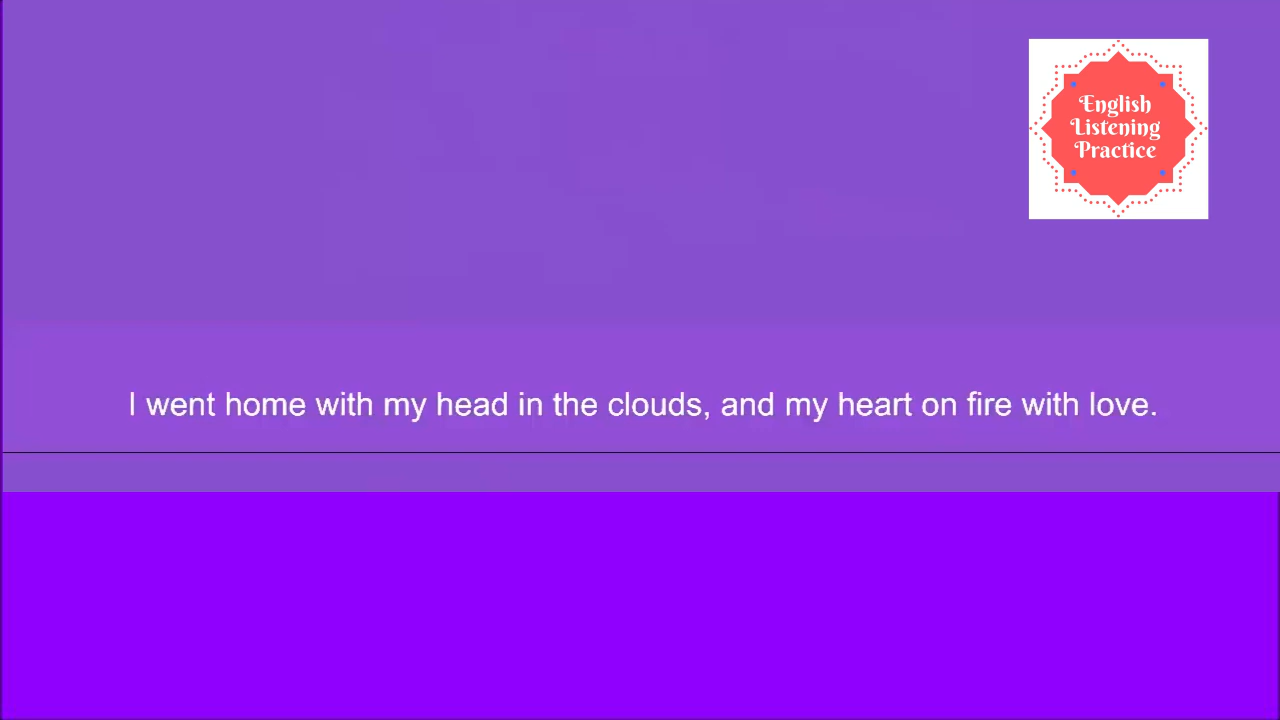 English
Listening
Practice
I went home with my head in the clouds, and my heart on fire with love.